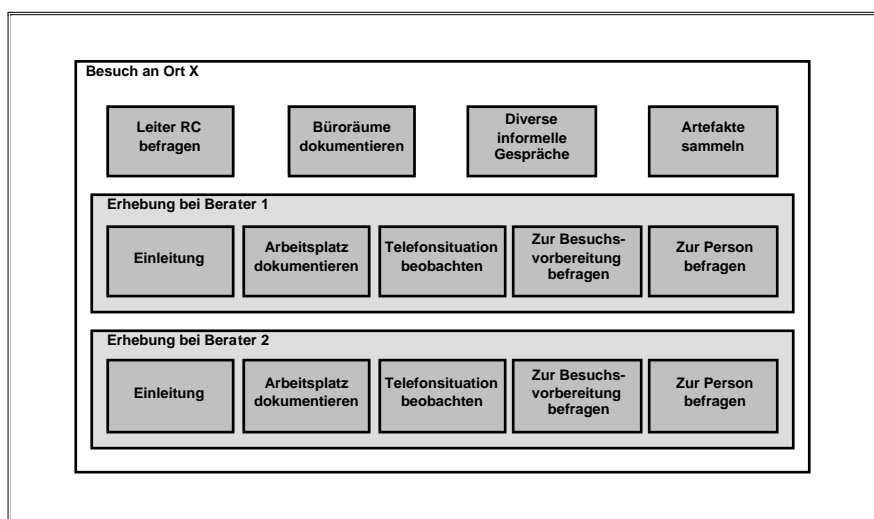 Besuch an Ort X
Leiter RC
befragen
Büroräume
dokumentieren
Diverse
informelle
Gespräche
Artefakte
sammeln
Erhebung bei Berater 1
Einleitung
Arbeitsplatz
dokumentieren
Telefonsituation
beobachten
Zur Besuchs-
vorbereitung
befragen
Zur Person
befragen
Erhebung bei Berater 2
Einleitung
Arbeitsplatz
dokumentieren
Telefonsituation
beobachten
Zur Besuchs-
vorbereitung
befragen
Zur Person
befragen